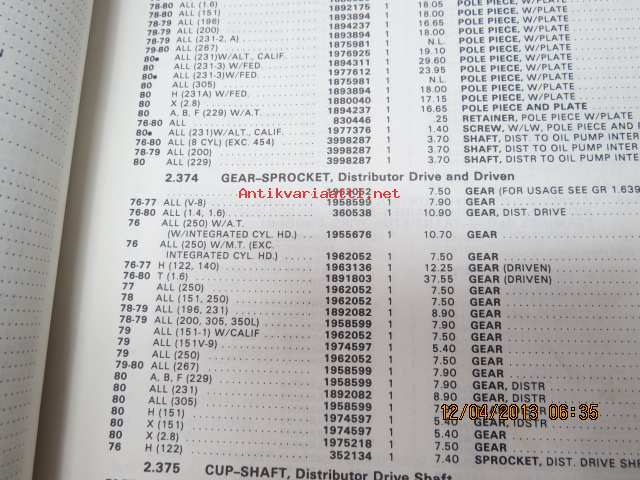 78-80 ALL (1.6) 1892175 1 18.05 POLE PIECE, W/PLATE
78-80 ALL (151) 1893894 1 18.00 POLE PIECE, W/PLATE
78-79 ALL (196) 1894237 1 16.65 POLE PIECE, W/PLATE
78-79 ALL (200) 1893894 1 18.00 POLE PIECE, W/PLATE
78-79 ALL (231-2, A) 1875981 1 N.L. POLE PIECE, W/PLATE
79-80 ALL (267) 1976925 1 19.10 POLE PIECE, W/PLATE
80● ALL (231)W/ALT., CALIF. 1894311 1 29.60 POLE PIECE, W/PLATE
80 ALL (231-3) W/FED. 1977612 1 23.95 POLE PIECE, W/PLATE
80● ALL (231-3)W/FED. 1875981 1 N.L. POLE PIECE, W/PLATE
80 ALL (305) 1893894 1 18.00 POLE PIECE, W/PLATE
80 H (231A) W/FED. 1880040 1 17.15 POLE PIECE, W/PLATE
80 X (2.8) 1894237 1 16.65 POLE PIECE AND PLATE
80 A, B, F (229) W/A.T. 830446 1 .25 RETAINER, POLE PIECE W/PLATE
76-80 ALL 1977376 1 1.40 SCREW, W/LW, POLE PIECE AND
80● ALL (231)W/ALT., CALIF. 3998287 1 3.70 SHAFT, DIST TO OIL PUMP INTER
76-80 ALL (8 CYL) (EXC. 454) 3998287 1 3.70 SHAFT, DIST TO OIL PUMP INTER
78-79 ALL (200) 3998287 1 3.70 SHAFT, DISTR TO OIL PUMP INTER
80 ALL (229)
2.374 GEAR–SPROCKET, Distributor Drive and Driven
Antikvariaatti.net
1962052 7.50 GEAR (FOR USAGE SEE GR 1.639
76-77 ALL (V-8) 1958599 1 7.90 GEAR
76-80 ALL (1.4, 1.6) 360538 1 10.90 GEAR, DIST. DRIVE
76 ALL (250) W/A.T.
(W/INTEGRATED CYL. HD.) 1955676 1 10.70 GEAR
76 ALL (250) W/M.T. (EXC.
INTEGRATED CYL. HD.) 1962052 1 7.50 GEAR
76-77 H (122, 140) 1963136 1 12.25 GEAR (DRIVEN)
76-80 T (1.6) 1891803 1 37.55 GEAR (DRIVEN)
77 ALL (250) 1962052 1 7.50 GEAR
78 ALL (151, 250) 1962052 1 7.50 GEAR
78-79 ALL (196, 231) 1892082 1 8.90 GEAR
78-79 ALL (200, 305, 350L) 1958599 1 7.90 GEAR
79 ALL (151-1) W/CALIF 1962052 1 7.50 GEAR
79 ALL (151V-9) 1974597 1 5.40 GEAR
79 ALL (250) 1962052 1 7.50 GEAR
79-80 ALL (267) 1958599 1 7.90 GEAR
80 A, B, F (229) 1958599 1 7.90 GEAR, DISTR
80 ALL (231) 1892082 1 8.90 GEAR, DISTR
80 ALL (305) 1958599 1 7.90 GEAR, DISTR
80 H (151) 1974597 1 5.40 GEAR, DISTR
80 X (151) 1974597 1 5.40 GEAR
80 X (2.8) 1975218 1 7.50 GEAR
76 H (122) 352134 1 7.40 SPROCKET, DIST. DRIVE
2.375 CUP–SHAFT, Distributor Drive Shaft
12/04/2013 06:35